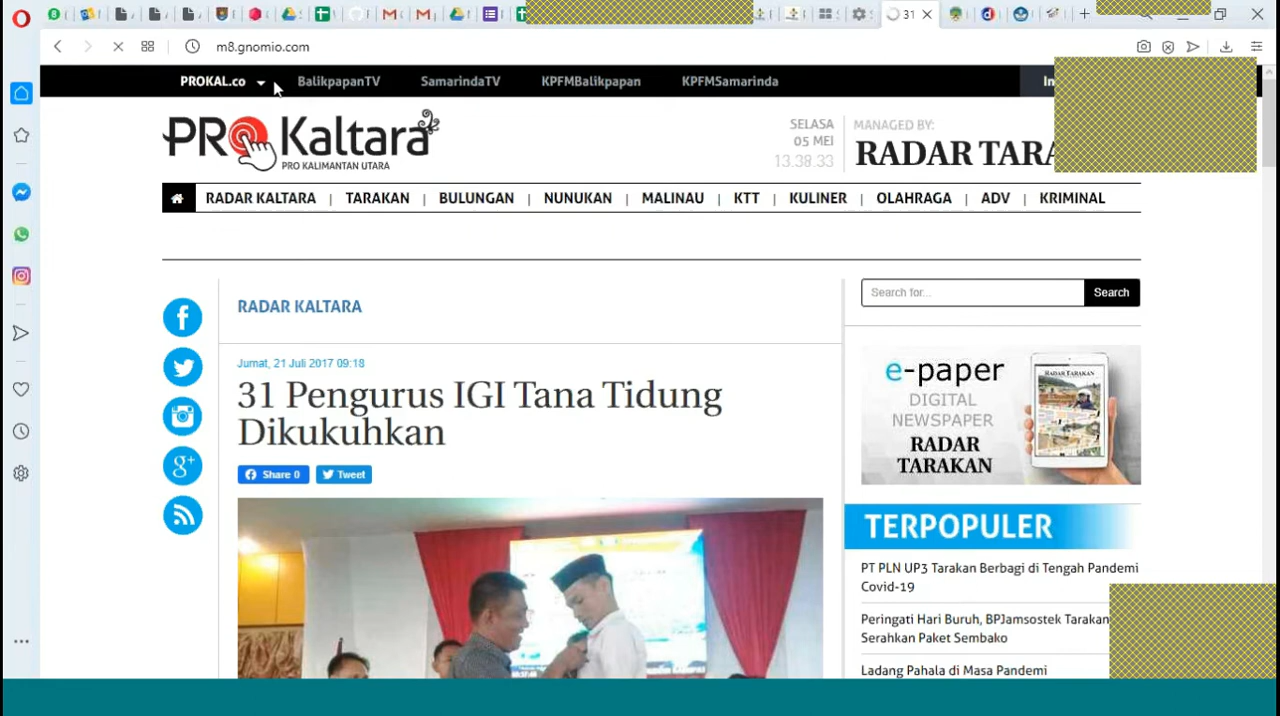 31
m8.gnomio.com
PROKAL.co BalikpapanTV SamarindaTV KPFMBalikpapan KPFMSamarinda
PRO Kaltara
PRO KALIMANTAN UTARA
SELASA
05 MEI
13.38.33
MANAGED BY:
RADAR
RADAR KALTARA | TARAKAN | BULUNGAN | NUNUKAN | MALINAU | KTT | KULINER | OLAHRAGA | ADV | KRIMINAL
RADAR KALTARA
Search for...
Search
Jumat, 21 Juli 2017 09:18
31 Pengurus IGI Tana Tidung
Dikukuhkan
Share 0
Tweet
e-paper
DIGITAL
NEWSPAPER
RADAR
TARAKAN
RADAR TARAKAN
TERPOPULER
PT PLN UP3 Tarakan Berbagi di Tengah Pandemi
Covid-19
Peringati Hari Buruh, BPJamsostek Tarakan
Serahkan Paket Sembako
Ladang Pahala di Masa Pandemi